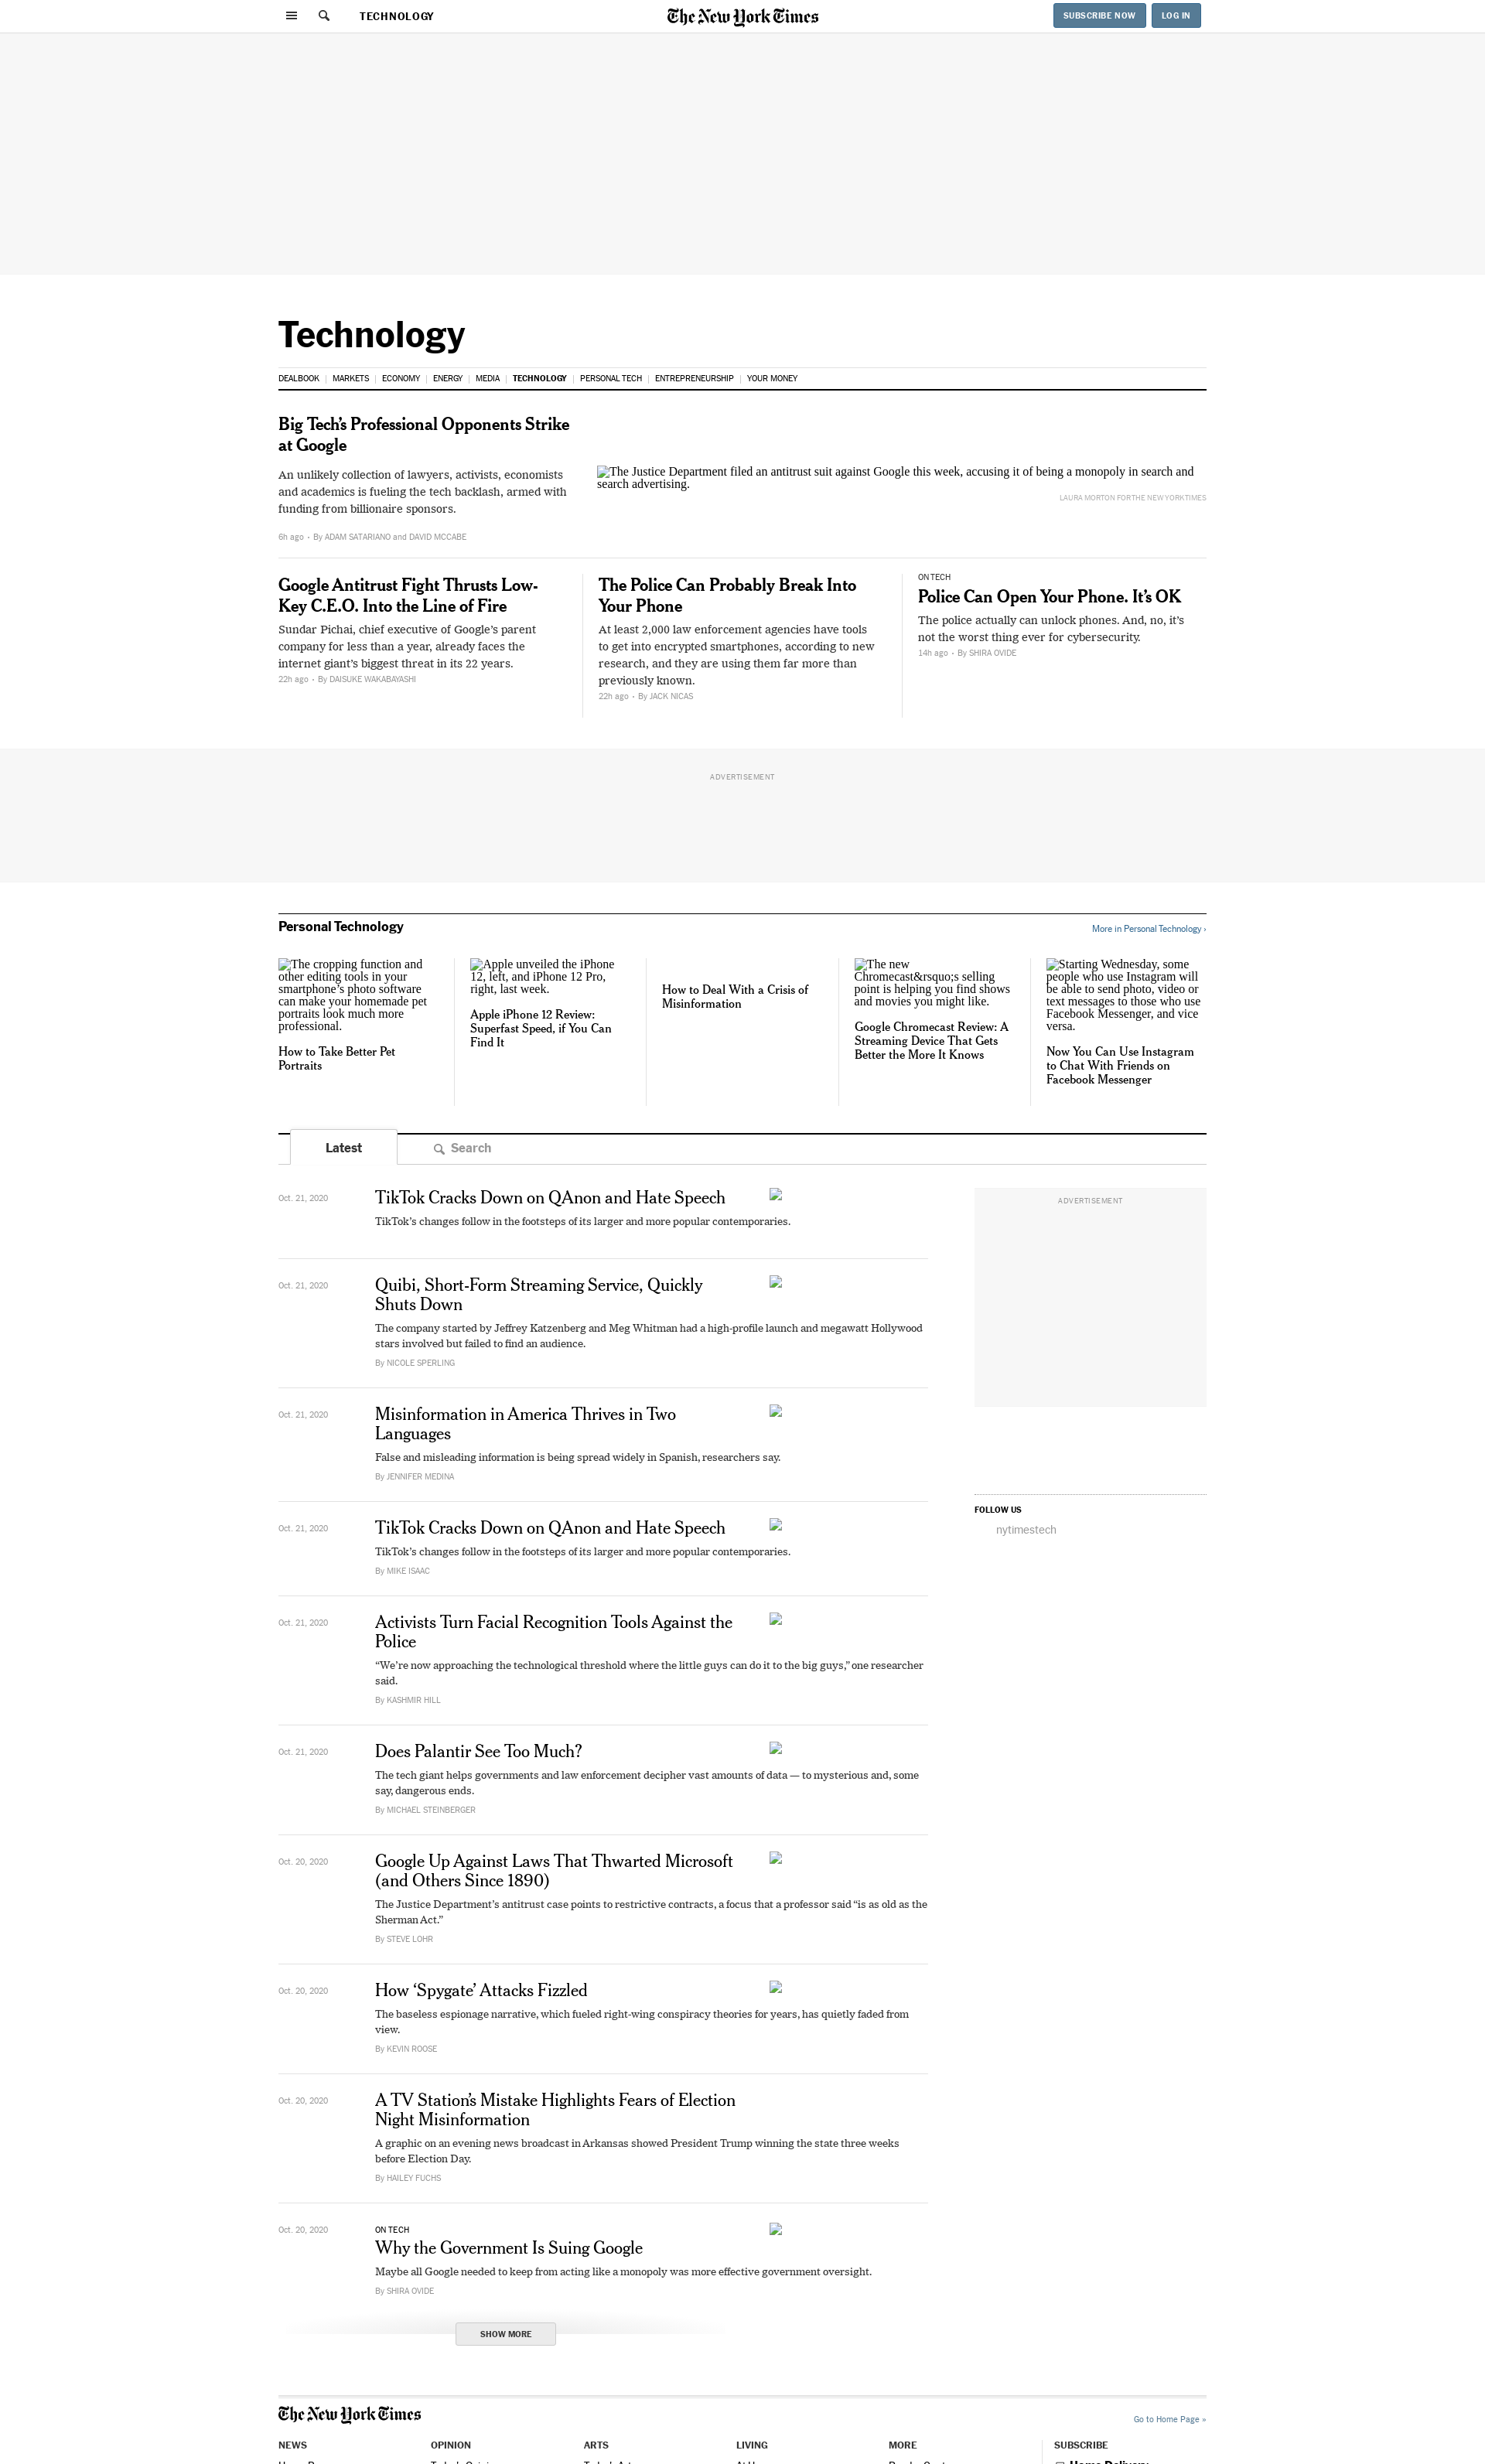 TECHNOLOGY
The New York Times
SUBSCRIBE NOW
LOG IN
Technology
DEALBOOK
MARKETS
ECONOMY
ENERGY
MEDIA
TECHNOLOGY
PERSONAL TECH
ENTREPRENEURSHIP
YOUR MONEY
Big Tech’s Professional Opponents Strike
at Google
An unlikely collection of lawyers, activists, economists
and academics is fueling the tech backlash, armed with
funding from billionaire sponsors.
6h ago • By ADAM SATARIANO and DAVID MCCABE
The Justice Department filed an antitrust suit against Google this week, accusing it of being a monopoly in search and
search advertising.
LAURA MORTON FOR THE NEW YORK TIMES
Google Antitrust Fight Thrusts Low-
Key C.E.O. Into the Line of Fire
Sundar Pichai, chief executive of Google’s parent
company for less than a year, already faces the
internet giant’s biggest threat in its 22 years.
22h ago • By DAISUKE WAKABAYASHI
The Police Can Probably Break Into
Your Phone
At least 2,000 law enforcement agencies have tools
to get into encrypted smartphones, according to new
research, and they are using them far more than
previously known.
22h ago • By JACK NICAS
ON TECH
Police Can Open Your Phone. It’s OK
The police actually can unlock phones. And, no, it’s
not the worst thing ever for cybersecurity.
14h ago • By SHIRA OVIDE
ADVERTISEMENT
Personal Technology
More in Personal Technology ›
The cropping function and
other editing tools in your
smartphone’s photo software
can make your homemade pet
portraits look much more
professional.
How to Take Better Pet
Portraits
Apple unveiled the iPhone
12, left, and iPhone 12 Pro,
right, last week.
Apple iPhone 12 Review:
Superfast Speed, if You Can
Find It
How to Deal With a Crisis of
Misinformation
The new
Chromecast&rsquo;s selling
point is helping you find shows
and movies you might like.
Google Chromecast Review: A
Streaming Device That Gets
Better the More It Knows
Starting Wednesday, some
people who use Instagram will
be able to send photo, video or
text messages to those who use
Facebook Messenger, and vice
versa.
Now You Can Use Instagram
to Chat With Friends on
Facebook Messenger
Latest
Search
Oct. 21, 2020
TikTok Cracks Down on QAnon and Hate Speech
TikTok’s changes follow in the footsteps of its larger and more popular contemporaries.
ADVERTISEMENT
Oct. 21, 2020
Quibi, Short-Form Streaming Service, Quickly
Shuts Down
The company started by Jeffrey Katzenberg and Meg Whitman had a high-profile launch and megawatt Hollywood
stars involved but failed to find an audience.
By NICOLE SPERLING
Oct. 21, 2020
Misinformation in America Thrives in Two
Languages
False and misleading information is being spread widely in Spanish, researchers say.
By JENNIFER MEDINA
FOLLOW US
nytimestech
Oct. 21, 2020
TikTok Cracks Down on QAnon and Hate Speech
TikTok’s changes follow in the footsteps of its larger and more popular contemporaries.
By MIKE ISAAC
Oct. 21, 2020
Activists Turn Facial Recognition Tools Against the
Police
“We’re now approaching the technological threshold where the little guys can do it to the big guys,” one researcher
said.
By KASHMIR HILL
Oct. 21, 2020
Does Palantir See Too Much?
The tech giant helps governments and law enforcement decipher vast amounts of data — to mysterious and, some
say, dangerous ends.
By MICHAEL STEINBERGER
Oct. 20, 2020
Google Up Against Laws That Thwarted Microsoft
(and Others Since 1890)
The Justice Department’s antitrust case points to restrictive contracts, a focus that a professor said “is as old as the
Sherman Act.”
By STEVE LOHR
Oct. 20, 2020
How ‘Spygate’ Attacks Fizzled
The baseless espionage narrative, which fueled right-wing conspiracy theories for years, has quietly faded from
view.
By KEVIN ROOSE
Oct. 20, 2020
A TV Station’s Mistake Highlights Fears of Election
Night Misinformation
A graphic on an evening news broadcast in Arkansas showed President Trump winning the state three weeks
before Election Day.
By HAILEY FUCHS
Oct. 20, 2020
ON TECH
Why the Government Is Suing Google
Maybe all Google needed to keep from acting like a monopoly was more effective government oversight.
By SHIRA OVIDE
SHOW MORE
The New York Times
Go to Home Page »
NEWS
OPINION
ARTS
LIVING
MORE
SUBSCRIBE